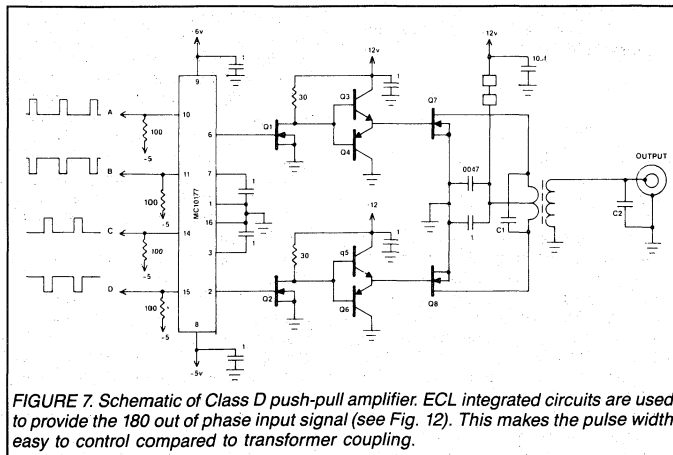 6v
12v
12v
10µf
1
1
1
9
30
Q3
Q7
A
10
100
-5
6
Q1
Q4
OUTPUT
B
11
7
1
0047
100
-5
MC10177
1
16
12v
C1
C2
C
14
1
1
1
100
-5
3
30
q5
D
15
2
Q2
Q6
Q8
100
-5
8
1
-5v
FIGURE 7. Schematic of Class D push-pull amplifier. ECL integrated circuits are used
to provide the 180 out of phase input signal (see Fig. 12). This makes the pulse width
easy to control compared to transformer coupling.